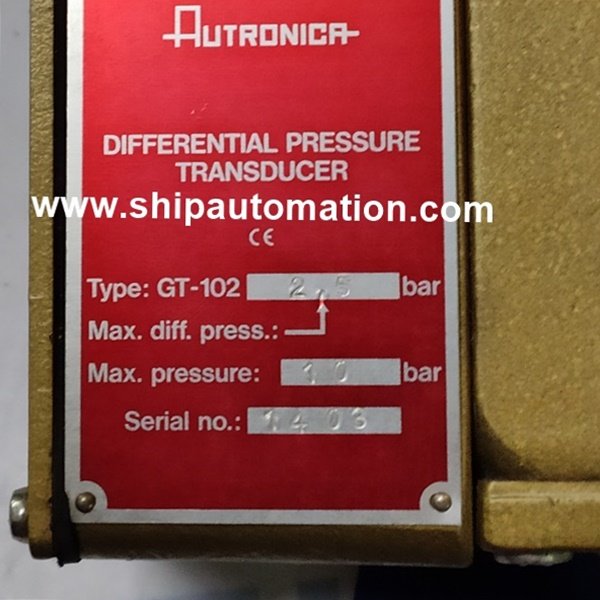 AUTRONICA
DIFFERENTIAL PRESSURE
TRANSDUCER
www.shipautomation.com
CE
Type: GT-102 2,5 bar
Max. diff. press.:
Max. pressure: 10 bar
Serial no.: 1403